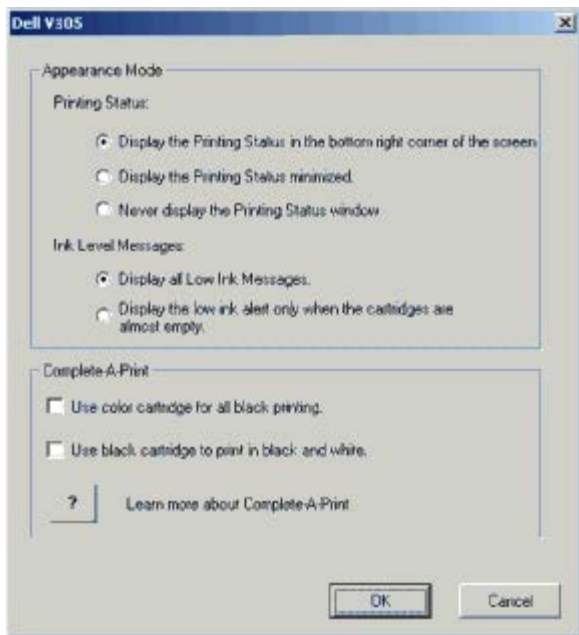 Dell V305
Appearance Mode
Printing Status:
Display the Printing Status in the bottom right corner of the screen
Display the Printing Status minimized.
Never display the Printing Status window
Ink Level Messages:
Display all Low Ink Messages.
Display the low ink alert only when the cartridges are
almost empty.
Complete-A-Print
Use color cartridge for all black printing.
Use black cartridge to print in black and white.
?
Learn more about Complete-A-Print
OK
Cancel